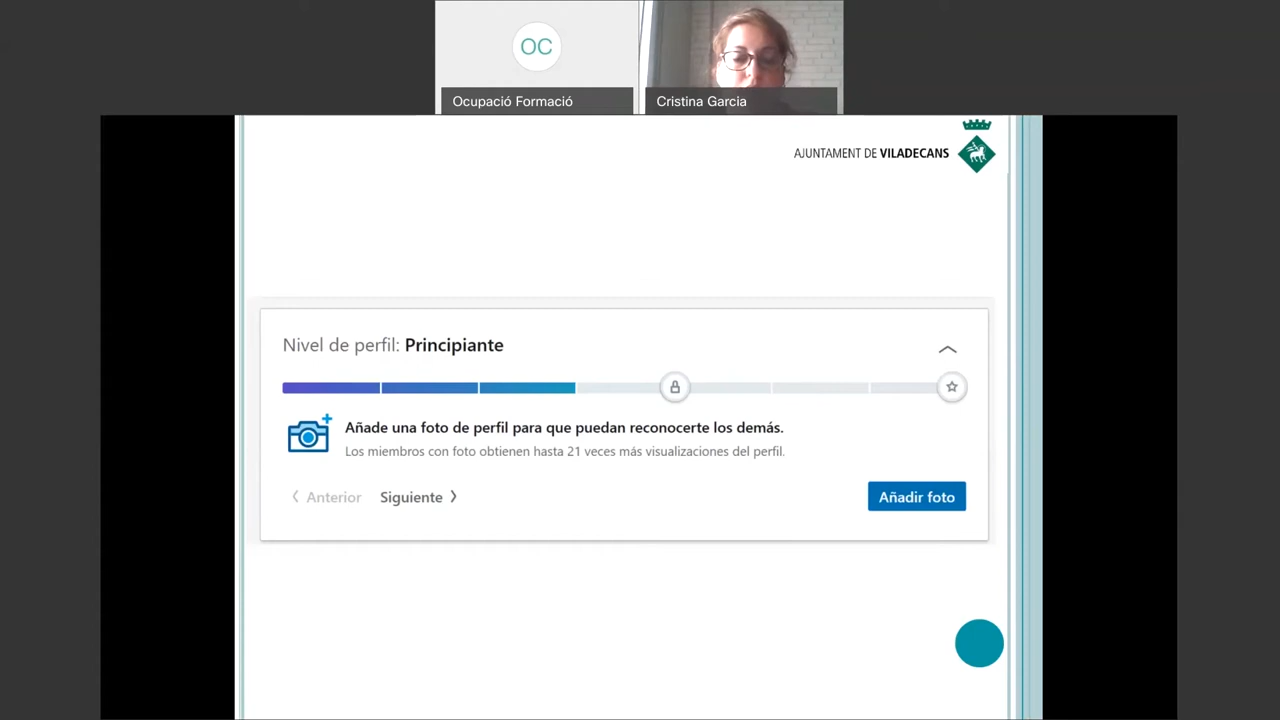 OC
Ocupació Formació
Cristina Garcia
AJUNTAMENT DE VILADECANS
Nivel de perfil: Principiante
Añade una foto de perfil para que puedan reconocerte los demás.
Los miembros con foto obtienen hasta 21 veces más visualizaciones del perfil.
Anterior Siguiente
Añadir foto